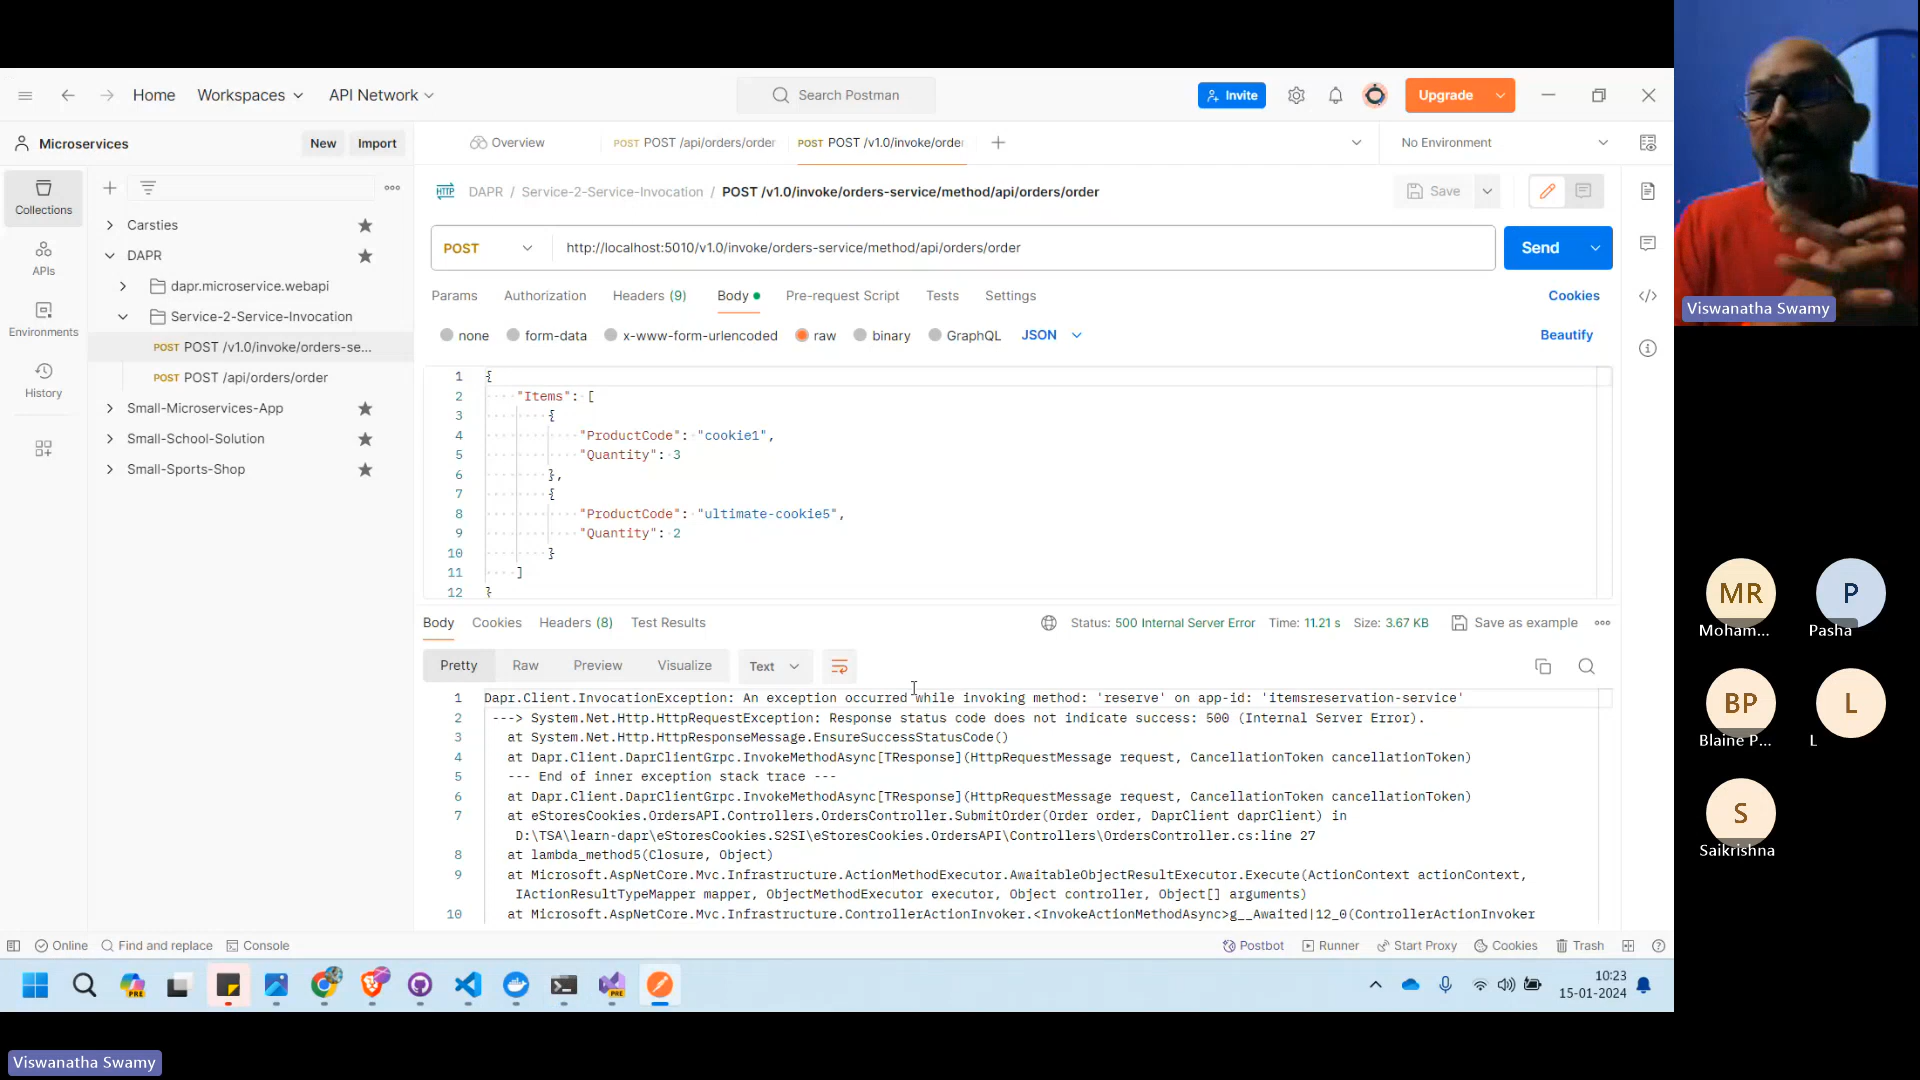 Home
Workspaces
API Network
Search Postman
Invite
Upgrade
Microservices
New
Import
Overview
POST POST /api/orders/order
POST POST /v1.0/invoke/orde
No Environment
Collections
APIs
Environments
History
Carsties
DAPR
dapr.microservice.webapi
Service-2-Service-Invocation
POST POST /v1.0/invoke/orders-se...
POST POST /api/orders/order
Small-Microservices-App
Small-School-Solution
Small-Sports-Shop
HTTP DAPR / Service-2-Service-Invocation / POST /v1.0/invoke/orders-service/method/api/orders/order
Save
POST http://localhost:5010/v1.0/invoke/orders-service/method/api/orders/order
Send
Params Authorization Headers (9) Body Pre-request Script Tests Settings Cookies
none form-data x-www-form-urlencoded raw binary GraphQL JSON Beautify
1 {
2 "Items": [
3 {
4 "ProductCode": "cookie1",
5 "Quantity": 3
6 },
7 {
8 "ProductCode": "ultimate-cookie5",
9 "Quantity": 2
10 }
11 ]
12 }
Body Cookies Headers (8) Test Results Status: 500 Internal Server Error Time: 11.21 s Size: 3.67 KB Save as example
Pretty Raw Preview Visualize Text
1 Dapr.Client.InvocationException: An exception occurred while invoking method: 'reserve' on app-id: 'itemsreservation-service'
2 ---> System.Net.Http.HttpRequestException: Response status code does not indicate success: 500 (Internal Server Error).
3 at System.Net.Http.HttpResponseMessage.EnsureSuccessStatusCode()
4 at Dapr.Client.DaprClientGrpc.InvokeMethodAsync[TResponse](HttpRequestMessage request, CancellationToken cancellationToken)
5 --- End of inner exception stack trace ---
6 at Dapr.Client.DaprClientGrpc.InvokeMethodAsync[TResponse](HttpRequestMessage request, CancellationToken cancellationToken)
7 at eStoresCookies.OrdersAPI.Controllers.OrdersController.SubmitOrder(Order order, DaprClient daprClient) in
D:\TSA\learn-dapr\eStoresCookies.S2SI\eStoresCookies.OrdersAPI\Controllers\OrdersController.cs:line 27
8 at lambda_method5(Closure, Object)
9 at Microsoft.AspNetCore.Mvc.Infrastructure.ActionMethodExecutor.AwaitableObjectResultExecutor.Execute(ActionContext actionContext,
IActionResultTypeMapper mapper, ObjectMethodExecutor executor, Object controller, Object[] arguments)
10 at Microsoft.AspNetCore.Mvc.Infrastructure.ControllerActionInvoker.<InvokeActionMethodAsync>g__Awaited|12_0(ControllerActionInvoker
Online Find and replace Console Postbot Runner Start Proxy Cookies Trash
PRE
PRE
10:23
15-01-2024
Viswanatha Swamy
MR
Moham...
P
Pasha
BP
Blaine P...
L
L
S
Saikrishna
Viswanatha Swamy